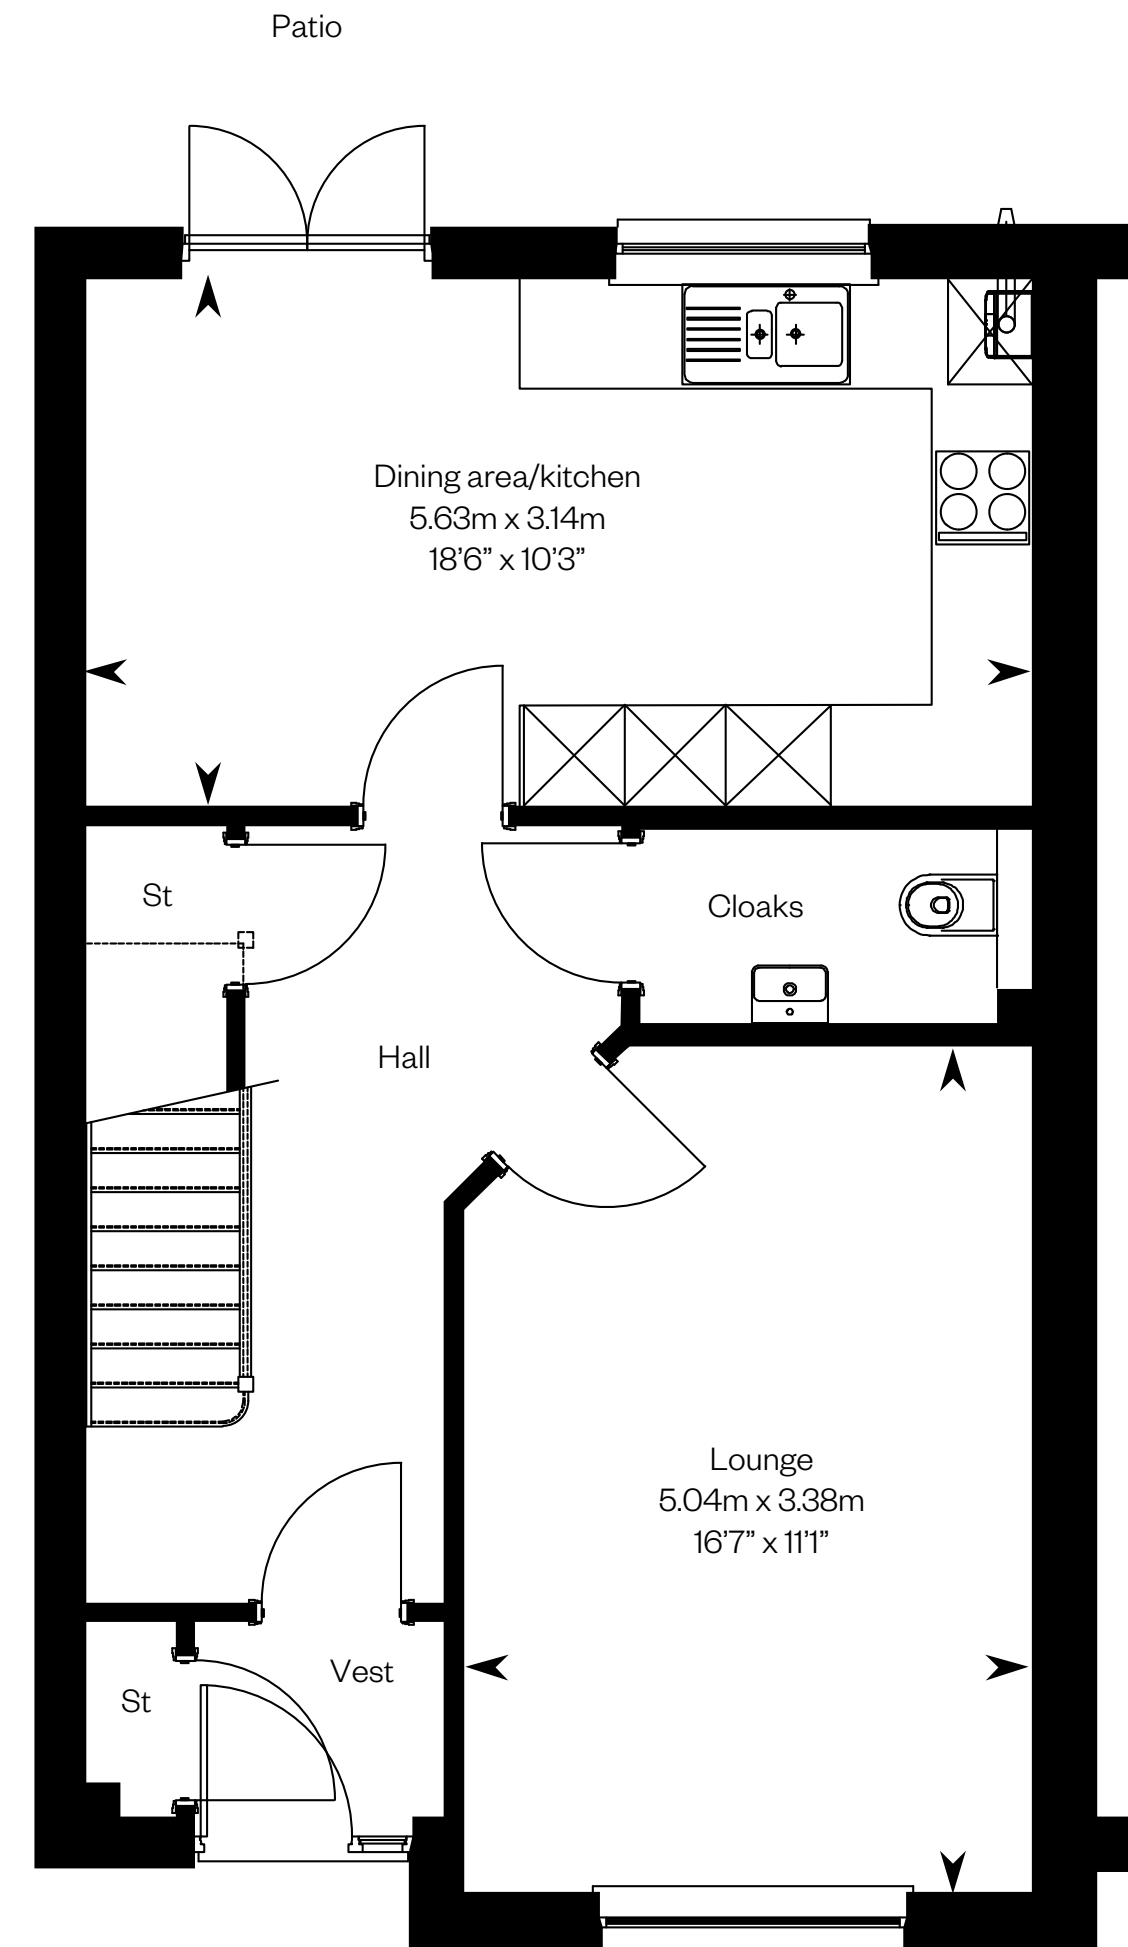 Patio
Dining area/kitchen
5.63m x 3.14m
18’6” x 10’3”
St
Cloaks
Hall
Lounge
5.04m x 3.38m
16’7” x 11’1”
Vest
St